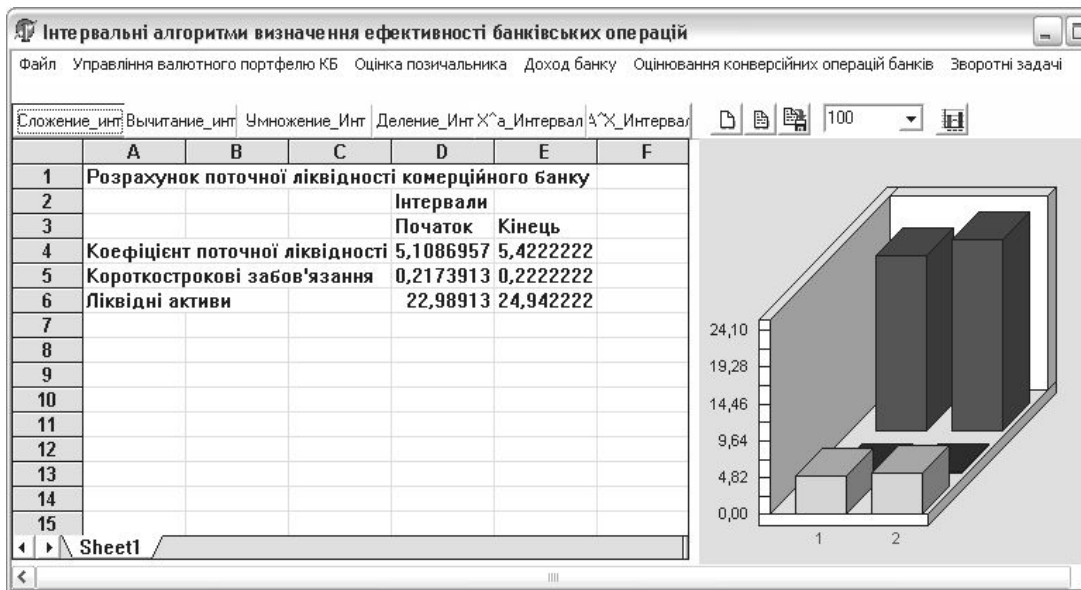 Інтервальні алгоритми визначення ефективності банківських операцій
Файл Управління валютного портфелю КБ Оцінка позичальника Доход банку Оцінювання конверсійних операцій банків Зворотні задачі
Сложение_инт Вычитание_инт Умножение_Инт Деление_Инт X^a_Интервал A^X_Интервал 100
A B C D E F
1 Розрахунок поточної ліквідності комерційного банку
2 Інтервали
3 Початок Кінець
4 Коефіцієнт поточної ліквідності 5,1086957 5,4222222
5 Короткострокові забов'язання 0,2173913 0,2222222
6 Ліквідні активи 22,98913 24,942222
7
8
9
10
11
12
13
14
15
Sheet1
24,10
19,28
14,46
9,64
4,82
0,00
1 2